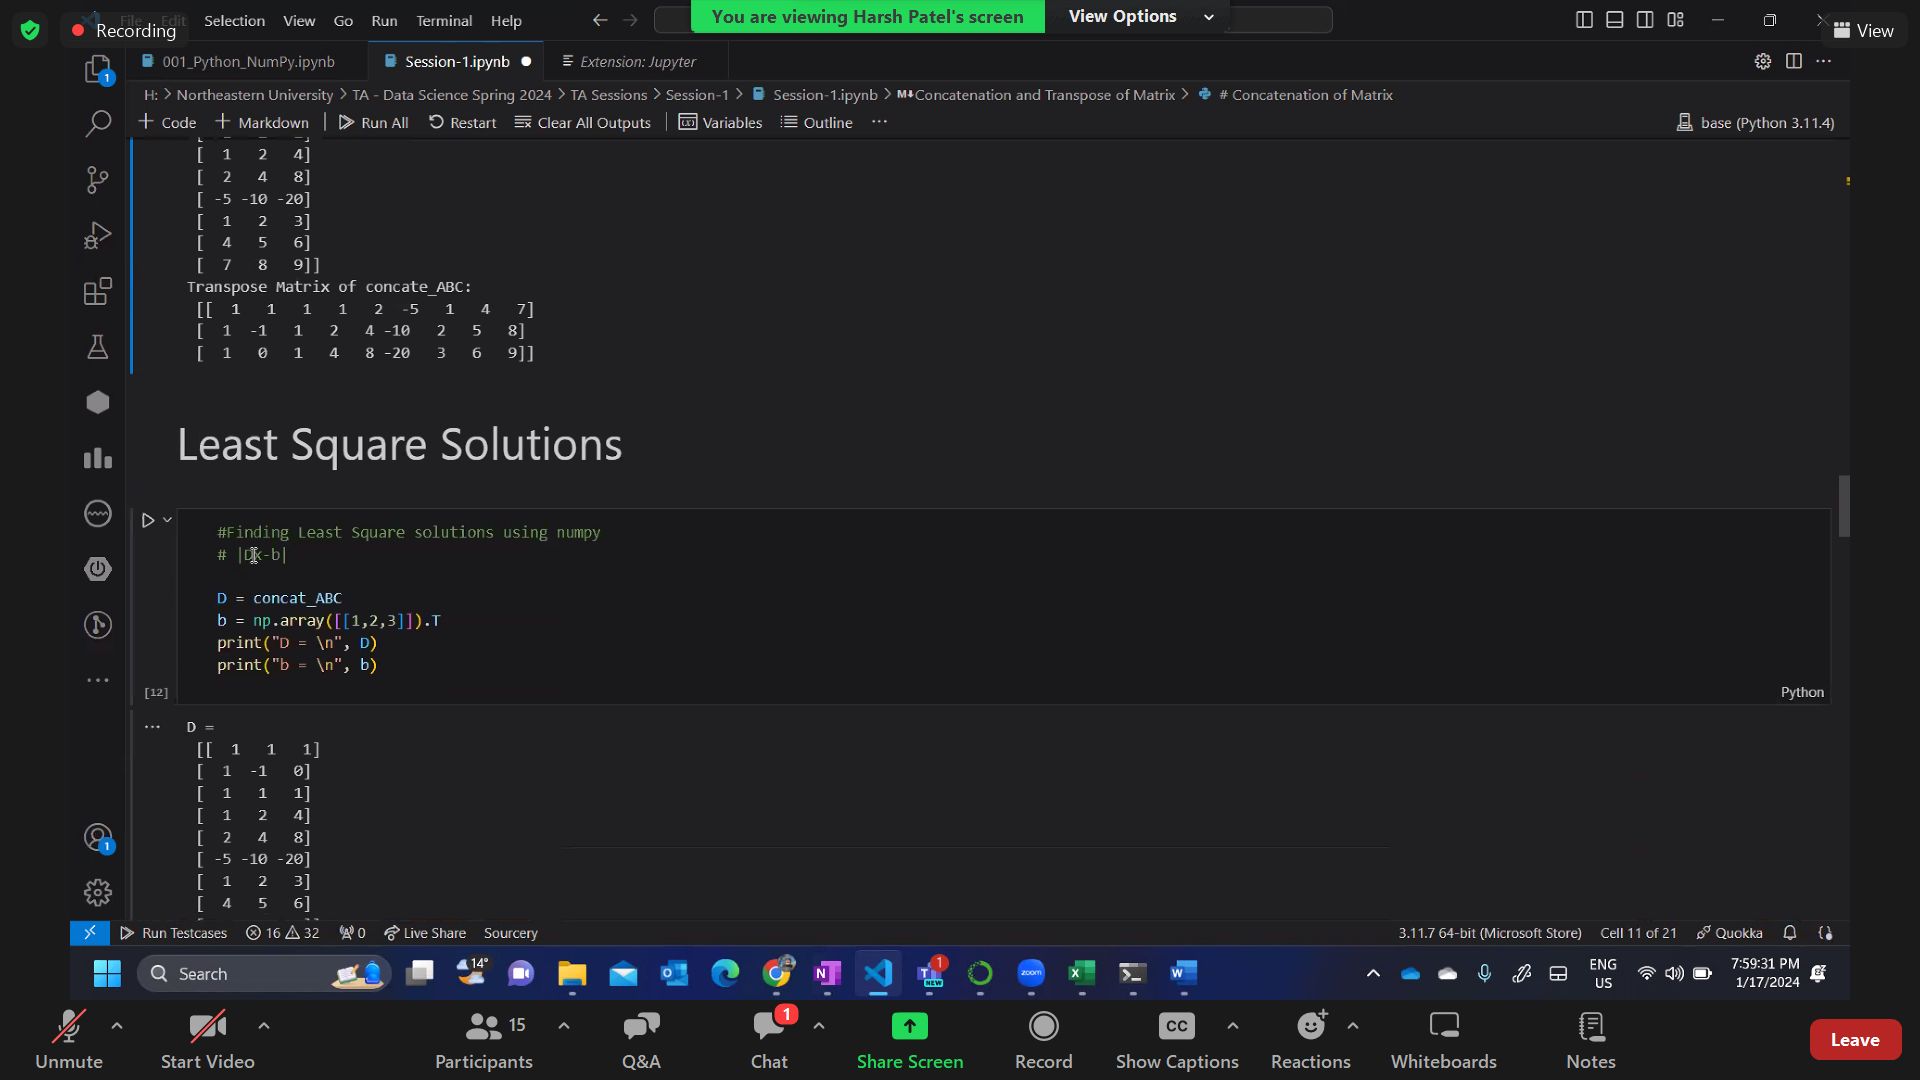 File Edit Selection View Go Run Terminal Help
You are viewing Harsh Patel's screen View Options
Recording
View
001_Python_NumPy.ipynb Session-1.ipynb Extension: Jupyter
H: > Northeastern University > TA - Data Science Spring 2024 > TA Sessions > Session-1 > Session-1.ipynb > M↓Concatenation and Transpose of Matrix > # Concatenation of Matrix
+ Code + Markdown Run All Restart Clear All Outputs Variables Outline ... base (Python 3.11.4)
[ 1 2 4]
[ 2 4 8]
[ -5 -10 -20]
[ 1 2 3]
[ 4 5 6]
[ 7 8 9]]
Transpose Matrix of concate_ABC:
[[ 1 1 1 1 2 -5 1 4 7]
[ 1 -1 1 2 4 -10 2 5 8]
[ 1 0 1 4 8 -20 3 6 9]]
Least Square Solutions
#Finding Least Square solutions using numpy
# |Dx-b|
D = concat_ABC
b = np.array([[1,2,3]]).T
print("D = \n", D)
print("b = \n", b)
[12]
Python
... D =
[[ 1 1 1]
[ 1 -1 0]
[ 1 1 1]
[ 1 2 4]
[ 2 4 8]
[ -5 -10 -20]
[ 1 2 3]
[ 4 5 6]
1
1
Run Testcases 16 32 0 Live Share Sourcery 3.11.7 64-bit (Microsoft Store) Cell 11 of 21 Quokka
Search 14° NEW 1 zoom ENG US 7:59:31 PM 1/17/2024
Unmute Start Video Participants 15 Q&A Chat 1 Share Screen Record CC Show Captions Reactions Whiteboards Notes Leave